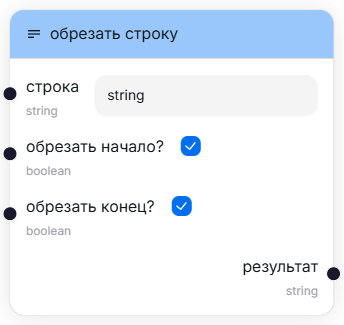 обрезать строку
строка
string
string
обрезать начало?
boolean
обрезать конец?
boolean
результат
string